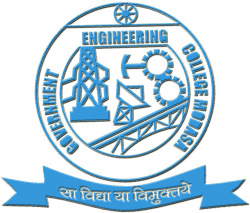 GOVERNMENT ENGINEERING COLLEGE MODASA
सा विद्या या विमुक्तये